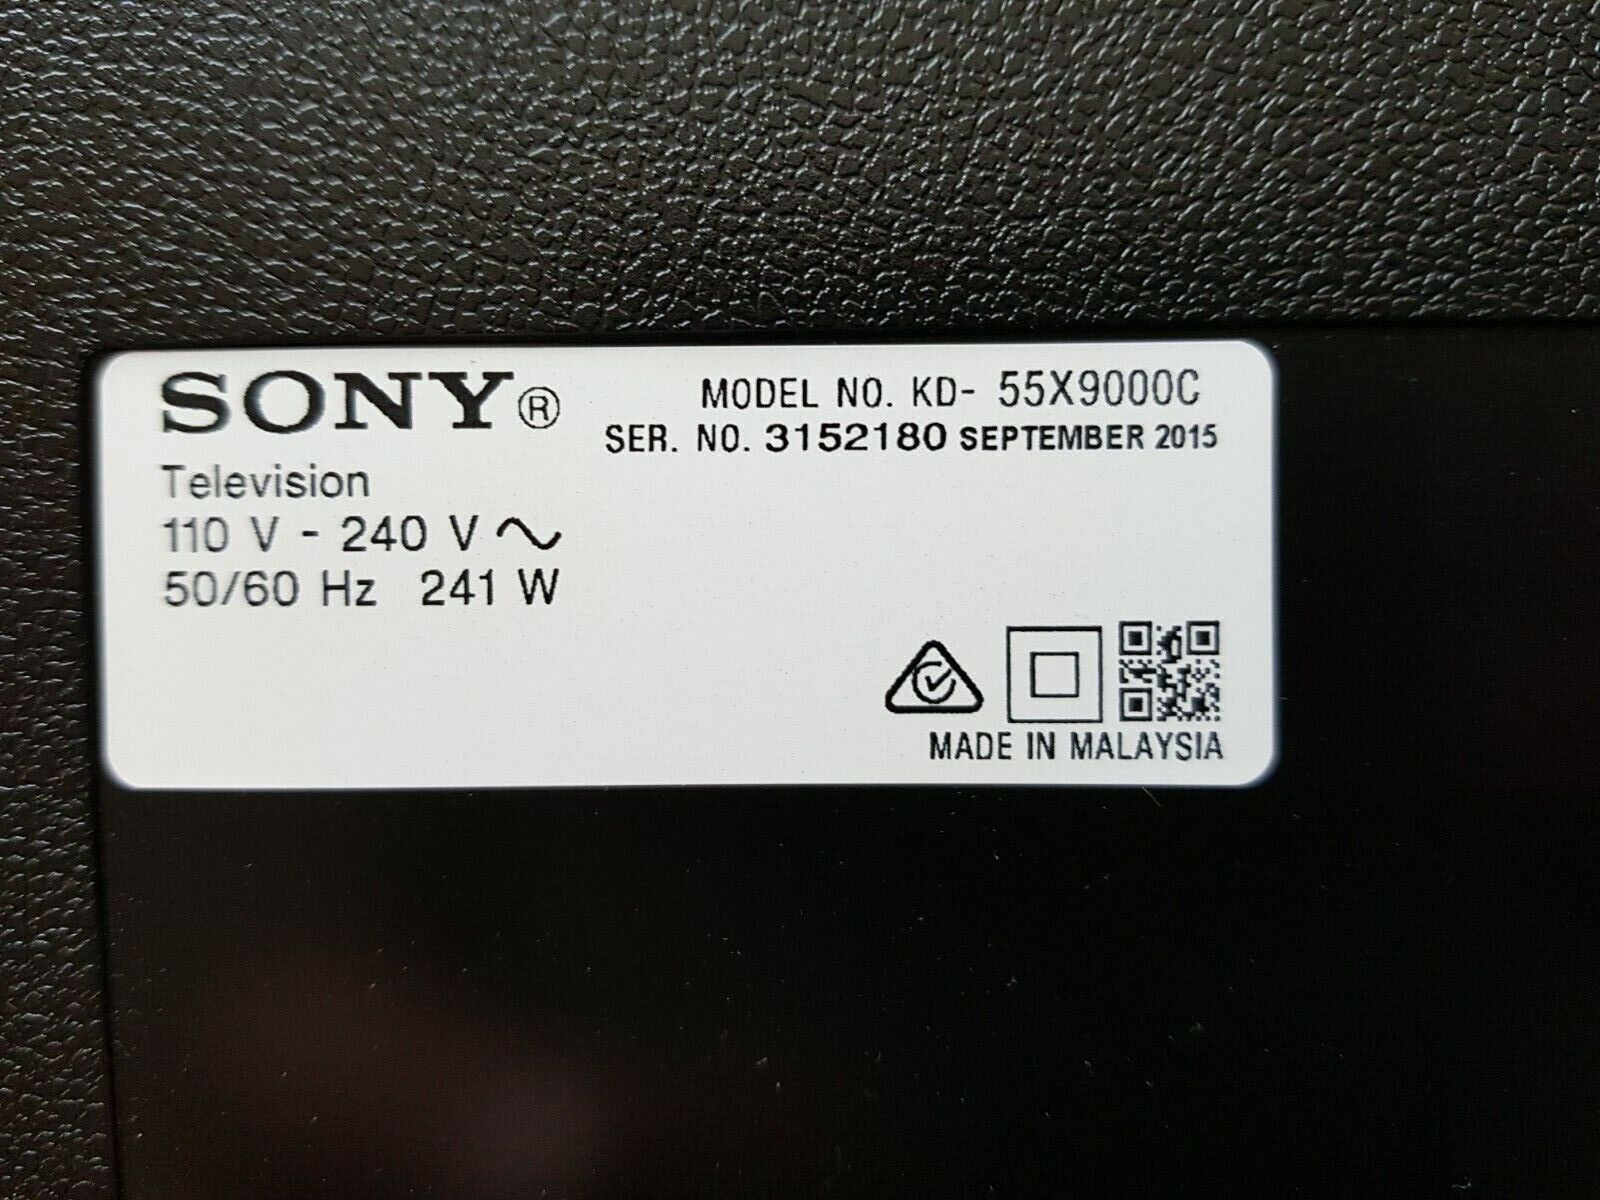 SONY®
MODEL NO. KD- 55X9000C
SER. NO. 3152180 SEPTEMBER 2015
Television
110 V - 240 V ~
50/60 Hz 241 W
MADE IN MALAYSIA